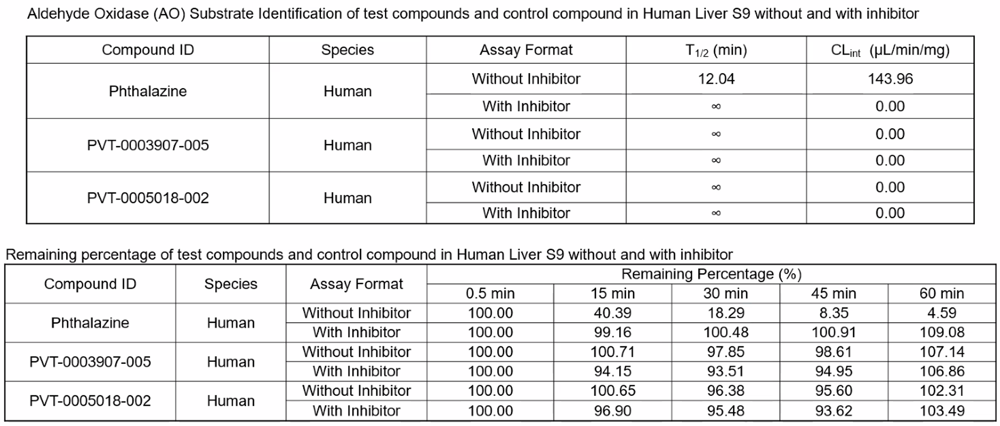 Aldehyde Oxidase (AO) Substrate Identification of test compounds and control compound in Human Liver S9 without and with inhibitor
Compound ID Species Assay Format T1/2 (min) CLint (µL/min/mg)
Phthalazine Human Without Inhibitor 12.04 143.96
With Inhibitor ∞ 0.00
PVT-0003907-005 Human Without Inhibitor ∞ 0.00
With Inhibitor ∞ 0.00
PVT-0005018-002 Human Without Inhibitor ∞ 0.00
With Inhibitor ∞ 0.00
Remaining percentage of test compounds and control compound in Human Liver S9 without and with inhibitor
Compound ID Species Assay Format Remaining Percentage (%)
0.5 min 15 min 30 min 45 min 60 min
Phthalazine Human Without Inhibitor 100.00 40.39 18.29 8.35 4.59
With Inhibitor 100.00 99.16 100.48 100.91 109.08
PVT-0003907-005 Human Without Inhibitor 100.00 100.71 97.85 98.61 107.14
With Inhibitor 100.00 94.15 93.51 94.95 106.86
PVT-0005018-002 Human Without Inhibitor 100.00 100.65 96.38 95.60 102.31
With Inhibitor 100.00 96.90 95.48 93.62 103.49